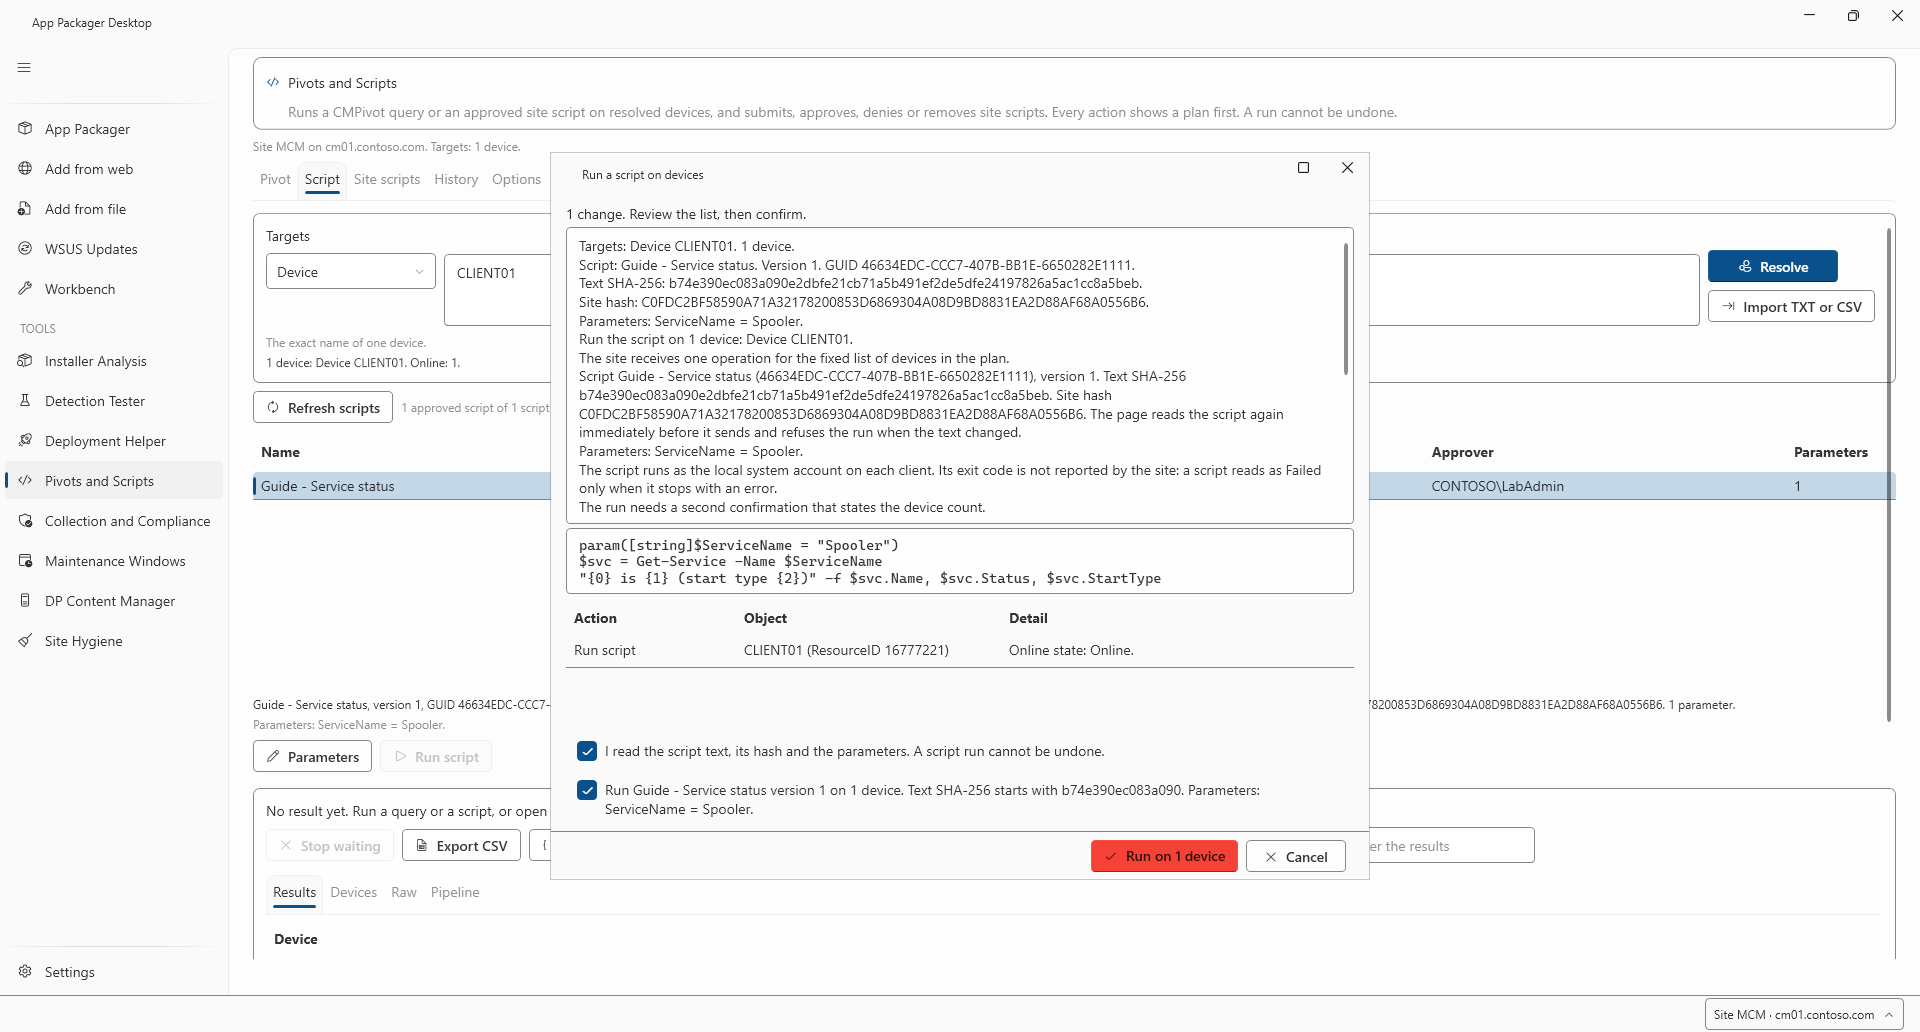 App Packager Desktop
Pivots and Scripts
Runs a CMPivot query or an approved site script on resolved devices, and submits, approves, denies or removes site scripts. Every action shows a plan first. A run cannot be undone.
App Packager
Add from web
Add from file
WSUS Updates
Workbench
TOOLS
Installer Analysis
Detection Tester
Deployment Helper
Pivots and Scripts
Collection and Compliance
Maintenance Windows
DP Content Manager
Site Hygiene
Settings
Site MCM on cm01.contoso.com. Targets: 1 device.
Pivot Script Site scripts History Options
Targets
Device CLIENT01
Resolve
Import TXT or CSV
The exact name of one device.
1 device: Device CLIENT01. Online: 1.
Refresh scripts 1 approved script of 1 script
Name Approver Parameters
Guide - Service status CONTOSO\LabAdmin 1
Guide - Service status, version 1, GUID 46634EDC-CCC7- 78200853D6869304A08D9BD8831EA2D88AF68A0556B6. 1 parameter.
Parameters: ServiceName = Spooler.
Parameters Run script
No result yet. Run a query or a script, or open
Stop waiting Export CSV { er the results
Results Devices Raw Pipeline
Device
Run a script on devices
1 change. Review the list, then confirm.
Targets: Device CLIENT01. 1 device.
Script: Guide - Service status. Version 1. GUID 46634EDC-CCC7-407B-BB1E-6650282E1111.
Text SHA-256: b74e390ec083a090e2dbfe21cb71a5b491ef2de5dfe24197826a5ac1cc8a5beb.
Site hash: C0FDC2BF58590A71A32178200853D6869304A08D9BD8831EA2D88AF68A0556B6.
Parameters: ServiceName = Spooler.
Run the script on 1 device: Device CLIENT01.
The site receives one operation for the fixed list of devices in the plan.
Script Guide - Service status (46634EDC-CCC7-407B-BB1E-6650282E1111), version 1. Text SHA-256
b74e390ec083a090e2dbfe21cb71a5b491ef2de5dfe24197826a5ac1cc8a5beb. Site hash
C0FDC2BF58590A71A32178200853D6869304A08D9BD8831EA2D88AF68A0556B6. The page reads the script again
immediately before it sends and refuses the run when the text changed.
Parameters: ServiceName = Spooler.
The script runs as the local system account on each client. Its exit code is not reported by the site: a script reads as Failed
only when it stops with an error.
The run needs a second confirmation that states the device count.
param([string]$ServiceName = "Spooler")
$svc = Get-Service -Name $ServiceName
"{0} is {1} (start type {2})" -f $svc.Name, $svc.Status, $svc.StartType
Action Object Detail
Run script CLIENT01 (ResourceID 16777221) Online state: Online.
I read the script text, its hash and the parameters. A script run cannot be undone.
Run Guide - Service status version 1 on 1 device. Text SHA-256 starts with b74e390ec083a090. Parameters:
ServiceName = Spooler.
Run on 1 device Cancel
Site MCM · cm01.contoso.com